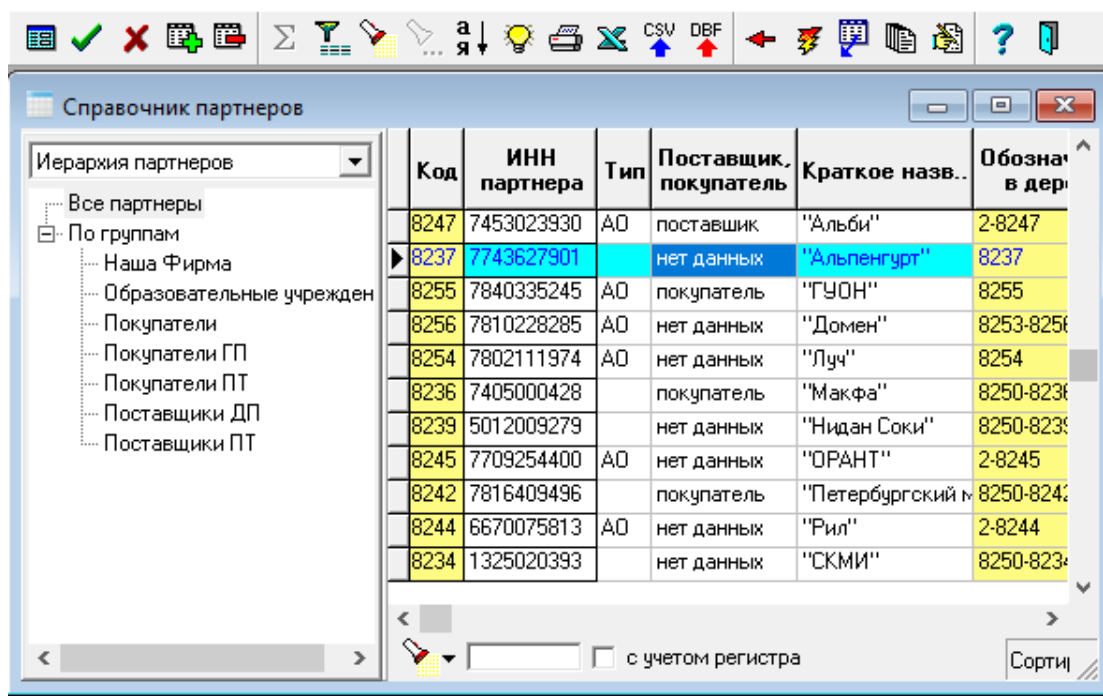 а
я
CSV
DBF
Справочник партнеров
Иерархия партнеров
Все партнеры
По группам
Наша Фирма
Образовательные учрежден
Покупатели
Покупатели ГП
Покупатели ПТ
Поставщики ДП
Поставщики ПТ
Код ИНН партнера Тип Поставщик, покупатель Краткое назв.. Обознач в дер
8247 7453023930 АО поставщик "Альби" 2-8247
8237 7743627901 нет данных "Альпенгурт" 8237
8255 7840335245 АО покупатель "ГУОН" 8255
8256 7810228285 АО нет данных "Домен" 8253-8256
8254 7802111974 АО нет данных "Луч" 8254
8236 7405000428 покупатель "Макфа" 8250-8236
8239 5012009279 нет данных "Нидан Соки" 8250-8239
8245 7709254400 АО нет данных "ОРАНТ" 2-8245
8242 7816409496 покупатель "Петербургский м 8250-8242
8244 6670075813 АО нет данных "Рил" 2-8244
8234 1325020393 нет данных "СКМИ" 8250-8234
с учетом регистра
Сорти